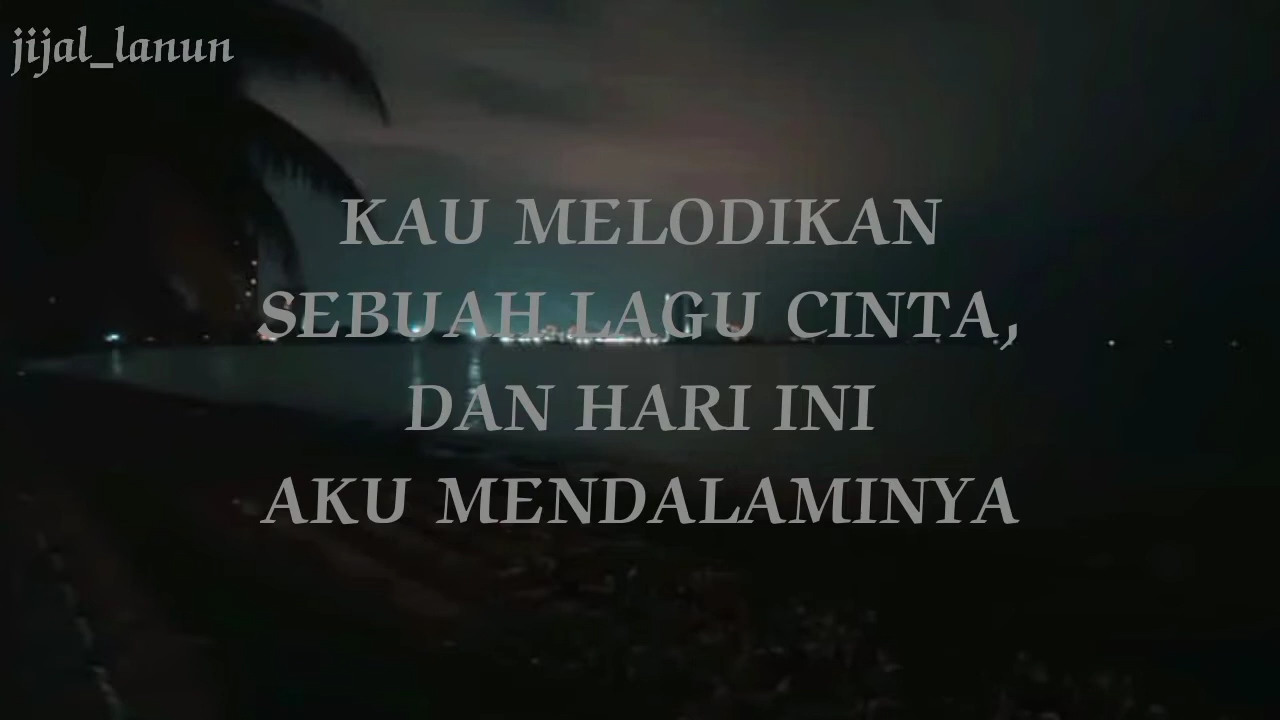 jijal_lanun
KAU MELODIKAN
SEBUAH LAGU CINTA,
DAN HARI INI
AKU MENDALAMINYA